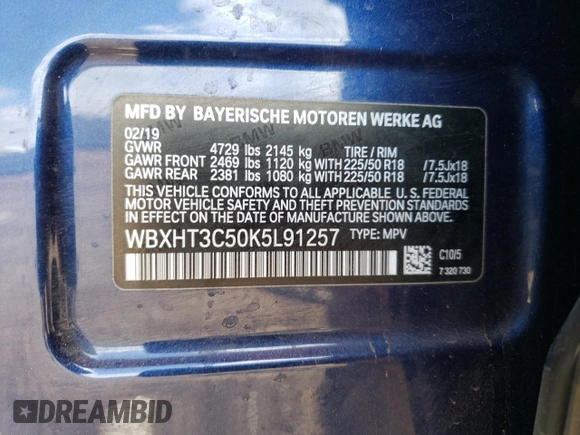 MFD BY BAYERISCHE MOTOREN WERKE AG
02/19
GVWR 4729 lbs 2145 kg TIRE / RIM
GAWR FRONT 2469 lbs 1120 kg WITH 225/50 R18 /7.5Jx18
GAWR REAR 2381 lbs 1080 kg WITH 225/50 R18 /7.5Jx18
THIS VEHICLE CONFORMS TO ALL APPLICABLE U. S. FEDERAL
MOTOR VEHICLE SAFETY AND THEFT PREVENTION STANDARDS
IN EFFECT ON THE DATE OF MANUFACTURE SHOWN ABOVE.
WBXHT3C50K5L91257 TYPE: MPV
C10/5
7 320 730
DREAMBID